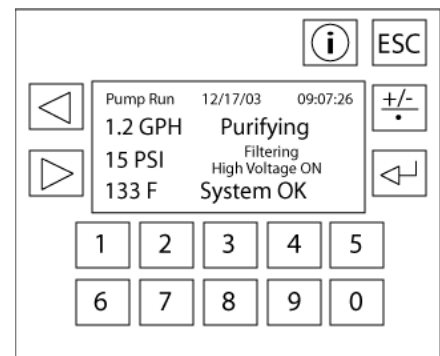 i ESC
Pump Run 12/17/03 09:07:26
+/-
1.2 GPH Purifying
15 PSI Filtering
High Voltage ON
133 F System OK
1 2 3 4 5
6 7 8 9 0